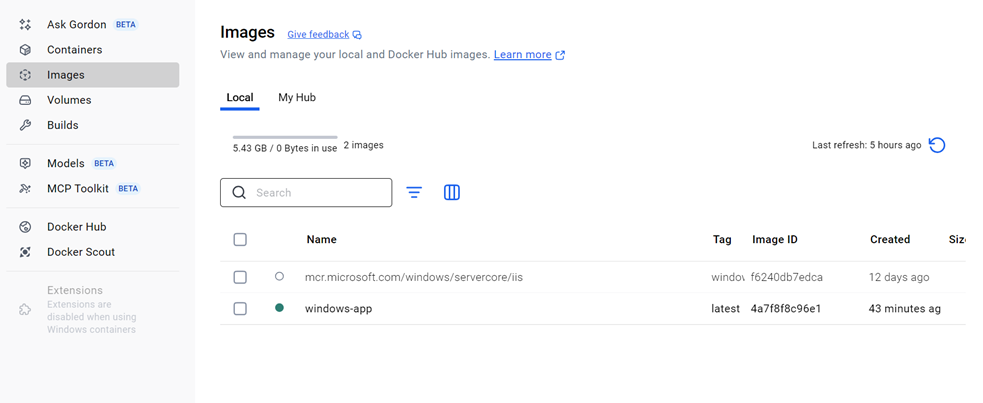 Ask Gordon BETA
Containers
Images
Volumes
Builds
Models BETA
MCP Toolkit BETA
Docker Hub
Docker Scout
Extensions
Extensions are
disabled when using
Windows containers
Images Give feedback
View and manage your local and Docker Hub images. Learn more
Local My Hub
5.43 GB / 0 Bytes in use 2 images Last refresh: 5 hours ago
Search
Name Tag Image ID Created
mcr.microsoft.com/windows/servercore/iis f6240db7edca 12 days ago
windows-app latest 4a7f8f8c96e1 43 minutes ag